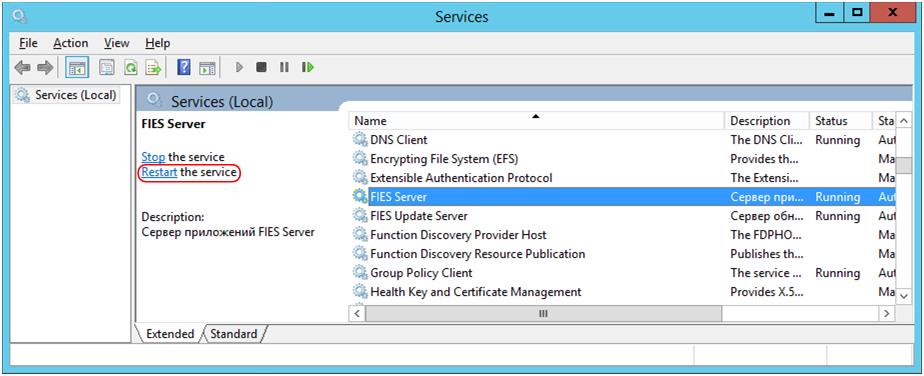 Services
File Action View Help
Services (Local)
Services (Local)
FIES Server
Stop the service
Restart the service
Description:
Сервер приложений FIES Server
Name Description Status Sta
DNS Client The DNS Cli... Running Aut
Encrypting File System (EFS) Provides th... Ma
Extensible Authentication Protocol The Extensi... Ma
FIES Server Сервер при... Running Aut
FIES Update Server Сервер обн... Running Aut
Function Discovery Provider Host The FDPHO... Ma
Function Discovery Resource Publication Publishes th... Ma
Group Policy Client The service ... Running Aut
Health Key and Certificate Management Provides X.5... Ma
Extended Standard